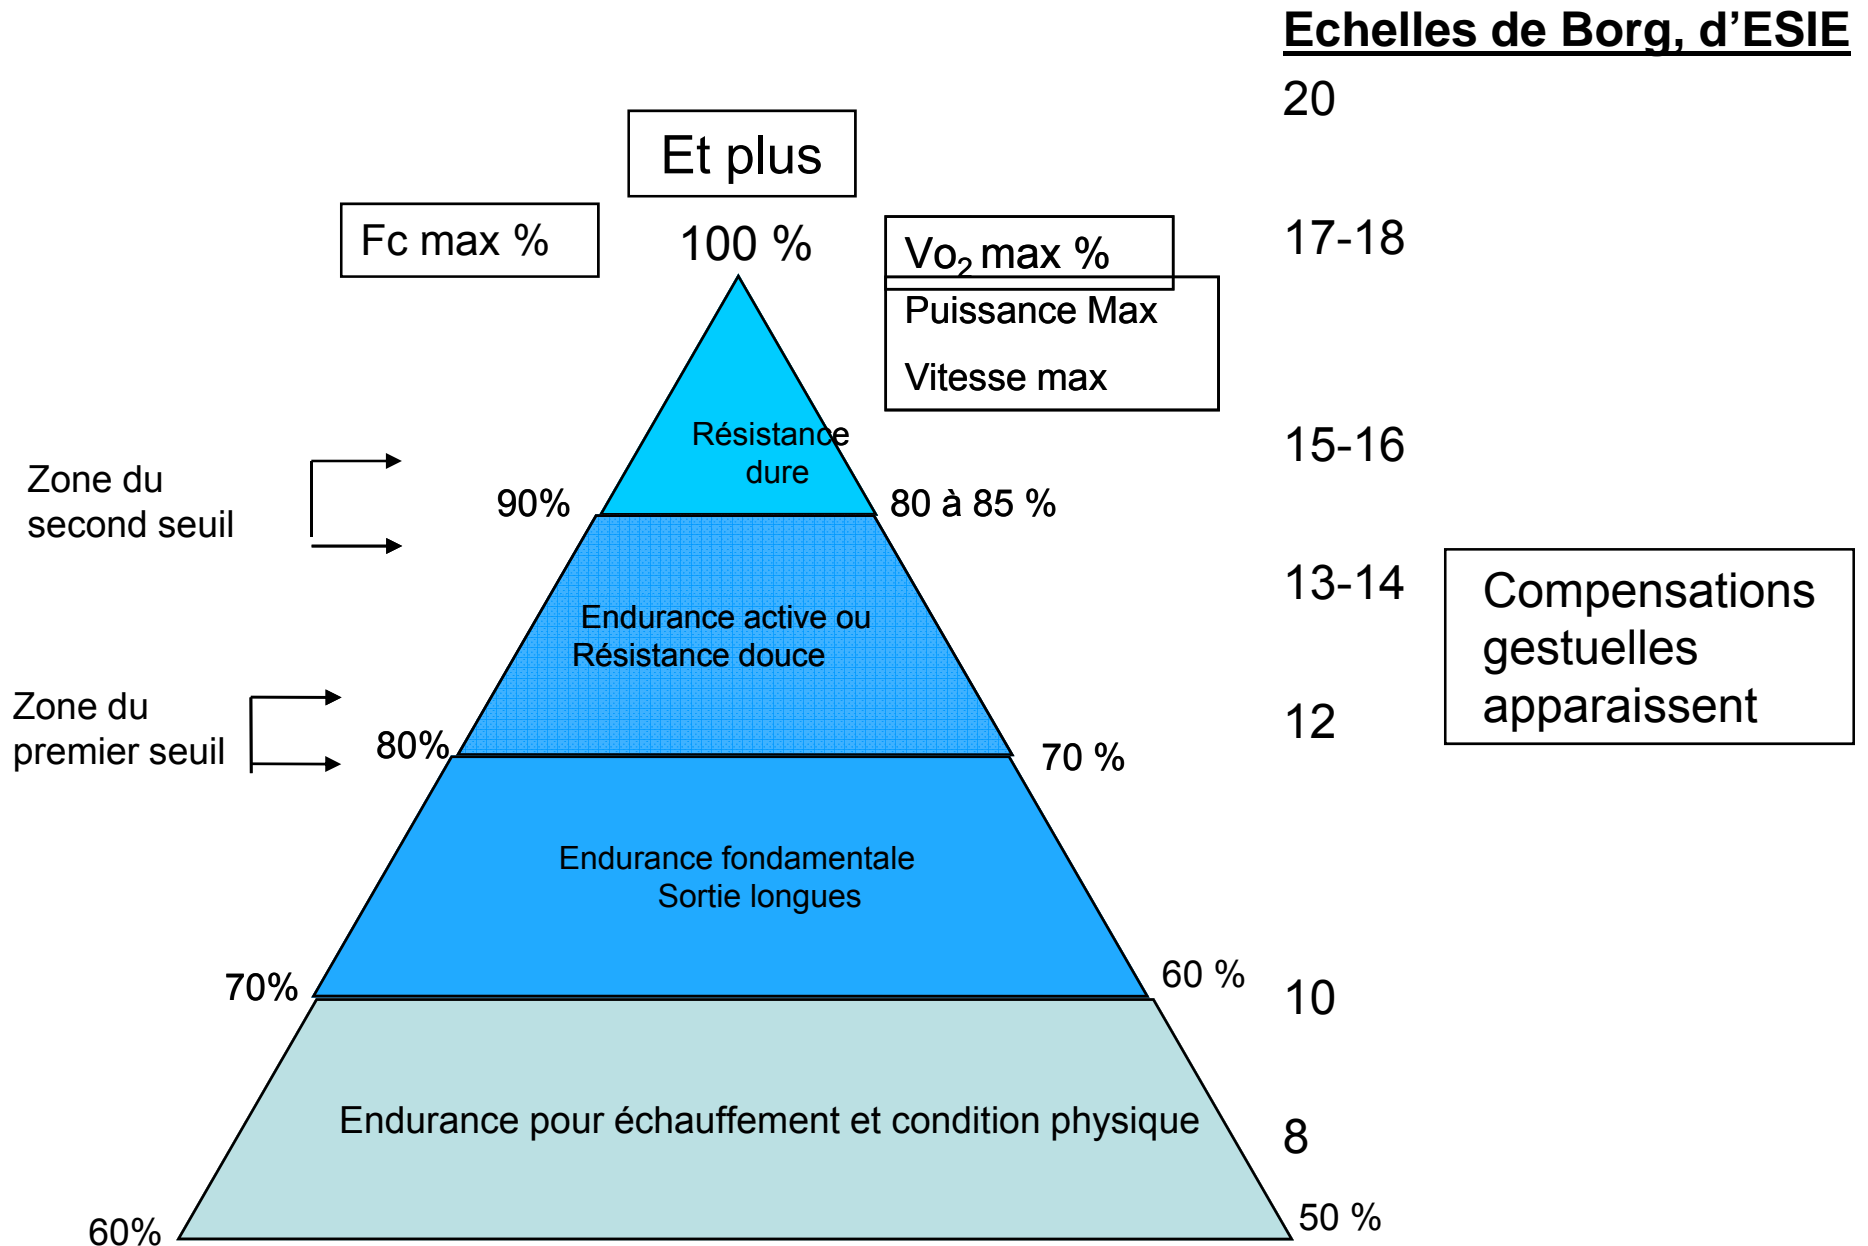 Echelles de Borg, d’ESIE
20
Et plus
Fc max %
100 %
Vo₂ max %
17-18
Puissance Max
Vitesse max
Résistance
dure
15-16
Zone du
second seuil
90%
80 à 85 %
13-14
Compensations
gestuelles
apparaissent
Endurance active ou
Résistance douce
Zone du
premier seuil
12
80%
70 %
Endurance fondamentale
Sortie longues
70%
60 %
10
Endurance pour échauffement et condition physique
8
60%
50 %